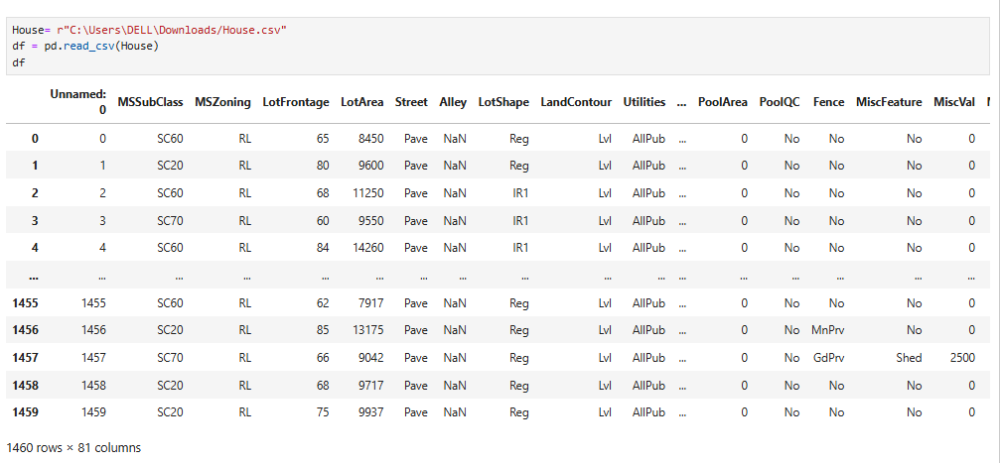 House= r"C:\Users\DELL\Downloads/House.csv"
df = pd.read_csv(House)
df
Unnamed: 0 MSSubClass MSZoning LotFrontage LotArea Street Alley LotShape LandContour Utilities ... PoolArea PoolQC Fence MiscFeature MiscVal
0 0 SC60 RL 65 8450 Pave NaN Reg Lvl AllPub ... 0 No No No 0
1 1 SC20 RL 80 9600 Pave NaN Reg Lvl AllPub ... 0 No No No 0
2 2 SC60 RL 68 11250 Pave NaN IR1 Lvl AllPub ... 0 No No No 0
3 3 SC70 RL 60 9550 Pave NaN IR1 Lvl AllPub ... 0 No No No 0
4 4 SC60 RL 84 14260 Pave NaN IR1 Lvl AllPub ... 0 No No No 0
... ... ... ... ... ... ... ... ... ... ... ... ... ... ... ... ...
1455 1455 SC60 RL 62 7917 Pave NaN Reg Lvl AllPub ... 0 No No No 0
1456 1456 SC20 RL 85 13175 Pave NaN Reg Lvl AllPub ... 0 No MnPrv No 0
1457 1457 SC70 RL 66 9042 Pave NaN Reg Lvl AllPub ... 0 No GdPrv Shed 2500
1458 1458 SC20 RL 68 9717 Pave NaN Reg Lvl AllPub ... 0 No No No 0
1459 1459 SC20 RL 75 9937 Pave NaN Reg Lvl AllPub ... 0 No No No 0
1460 rows × 81 columns